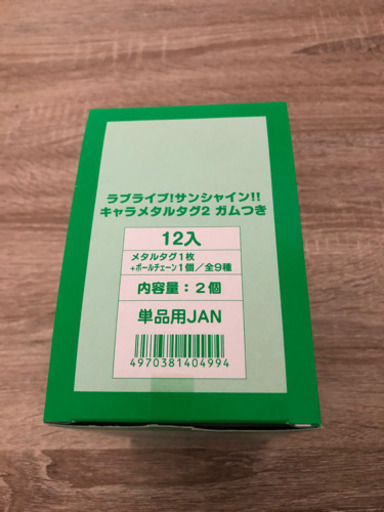 ラブライブ!サンシャイン!!
キャラメタルタグ2 ガムつき
12入
メタルタグ1枚
+ボールチェーン1個／全9種
内容量：2個
単品用JAN
4970381404994